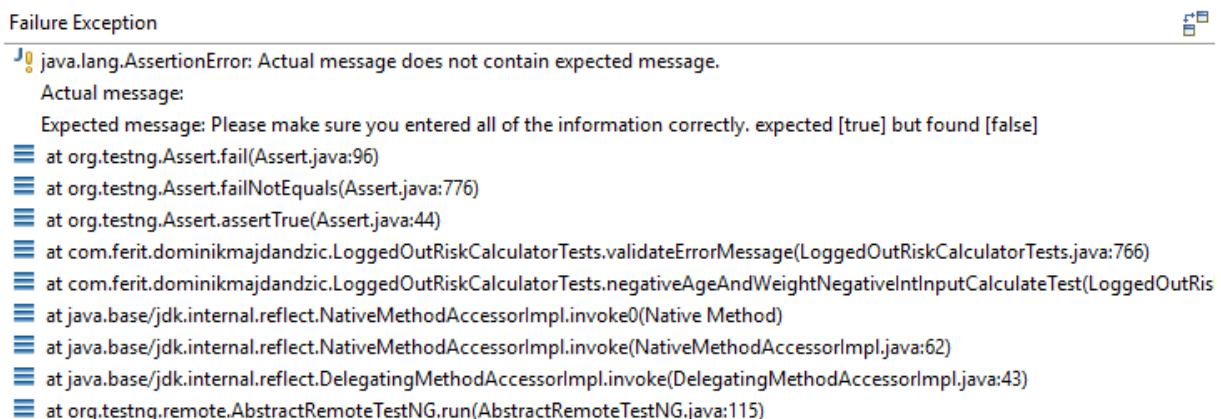 Failure Exception
java.lang.AssertionError: Actual message does not contain expected message.
Actual message:
Expected message: Please make sure you entered all of the information correctly. expected [true] but found [false]
at org.testng.Assert.fail(Assert.java:96)
at org.testng.Assert.failNotEquals(Assert.java:776)
at org.testng.Assert.assertTrue(Assert.java:44)
at com.ferit.dominikmajdandzic.LoggedOutRiskCalculatorTests.validateErrorMessage(LoggedOutRiskCalculatorTests.java:766)
at com.ferit.dominikmajdandzic.LoggedOutRiskCalculatorTests.negativeAgeAndWeightNegativeIntInputCalculateTest(LoggedOutRis
at java.base/jdk.internal.reflect.NativeMethodAccessorImpl.invoke0(Native Method)
at java.base/jdk.internal.reflect.NativeMethodAccessorImpl.invoke(NativeMethodAccessorImpl.java:62)
at java.base/jdk.internal.reflect.DelegatingMethodAccessorImpl.invoke(DelegatingMethodAccessorImpl.java:43)
at org.testng.remote.AbstractRemoteTestNG.run(AbstractRemoteTestNG.java:115)